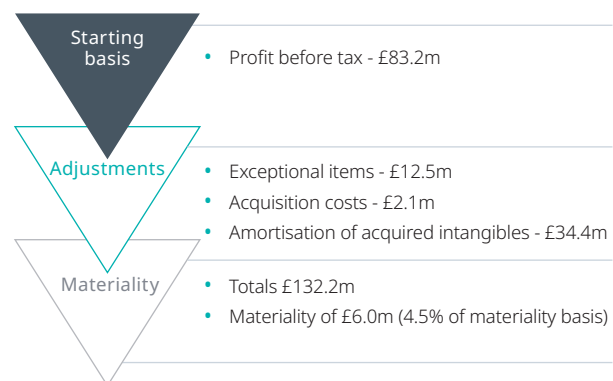 Starting
basis
• Profit before tax - £83.2m
Adjustments
• Exceptional items - £12.5m
• Acquisition costs - £2.1m
• Amortisation of acquired intangibles - £34.4m
Materiality
• Totals £132.2m
• Materiality of £6.0m (4.5% of materiality basis)